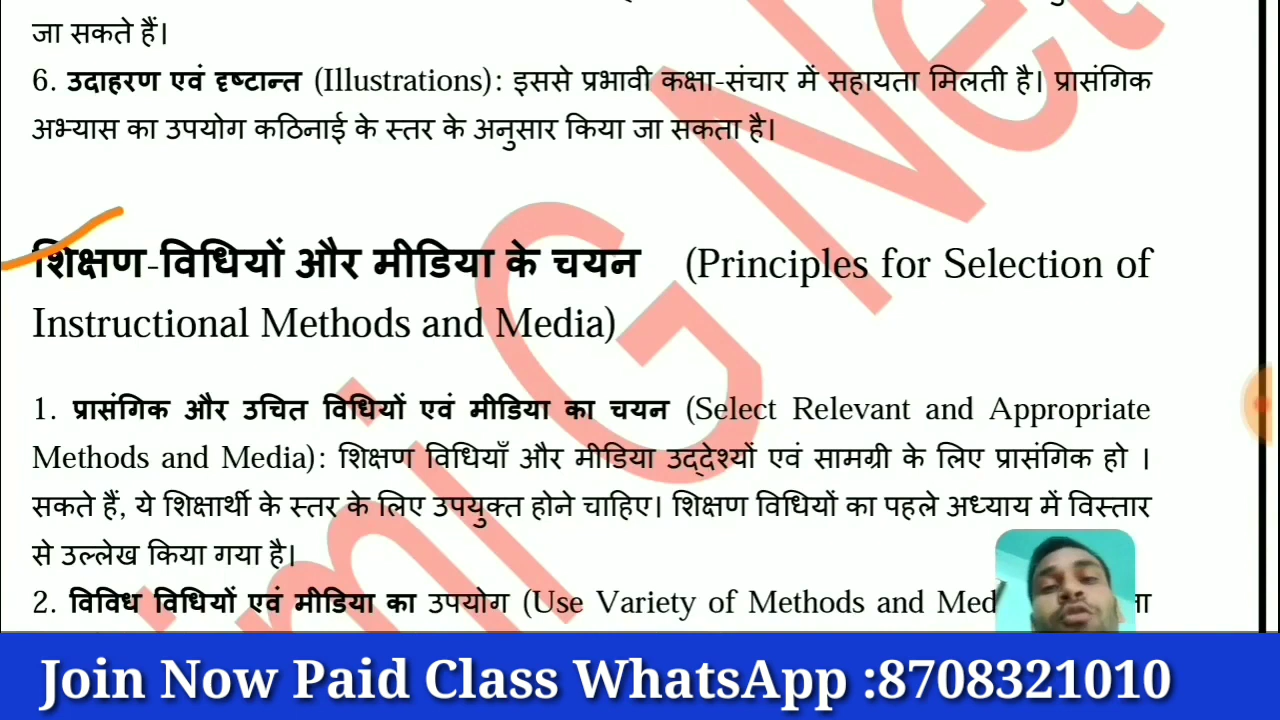 जा सकते हैं।
6. उदाहरण एवं दृष्टान्त (Illustrations): इससे प्रभावी कक्षा-संचार में सहायता मिलती है। प्रासंगिक
अभ्यास का उपयोग कठिनाई के स्तर के अनुसार किया जा सकता है।
शिक्षण-विधियों और मीडिया के चयन (Principles for Selection of
Instructional Methods and Media)
1. प्रासंगिक और उचित विधियों एवं मीडिया का चयन (Select Relevant and Appropriate
Methods and Media): शिक्षण विधियाँ और मीडिया उद्देश्यों एवं सामग्री के लिए प्रासंगिक हो ।
सकते हैं, ये शिक्षार्थी के स्तर के लिए उपयुक्त होने चाहिए। शिक्षण विधियों का पहले अध्याय में विस्तार
से उल्लेख किया गया है।
2. विविध विधियों एवं मीडिया का उपयोग (Use Variety of Methods and
Join Now Paid Class WhatsApp :8708321010